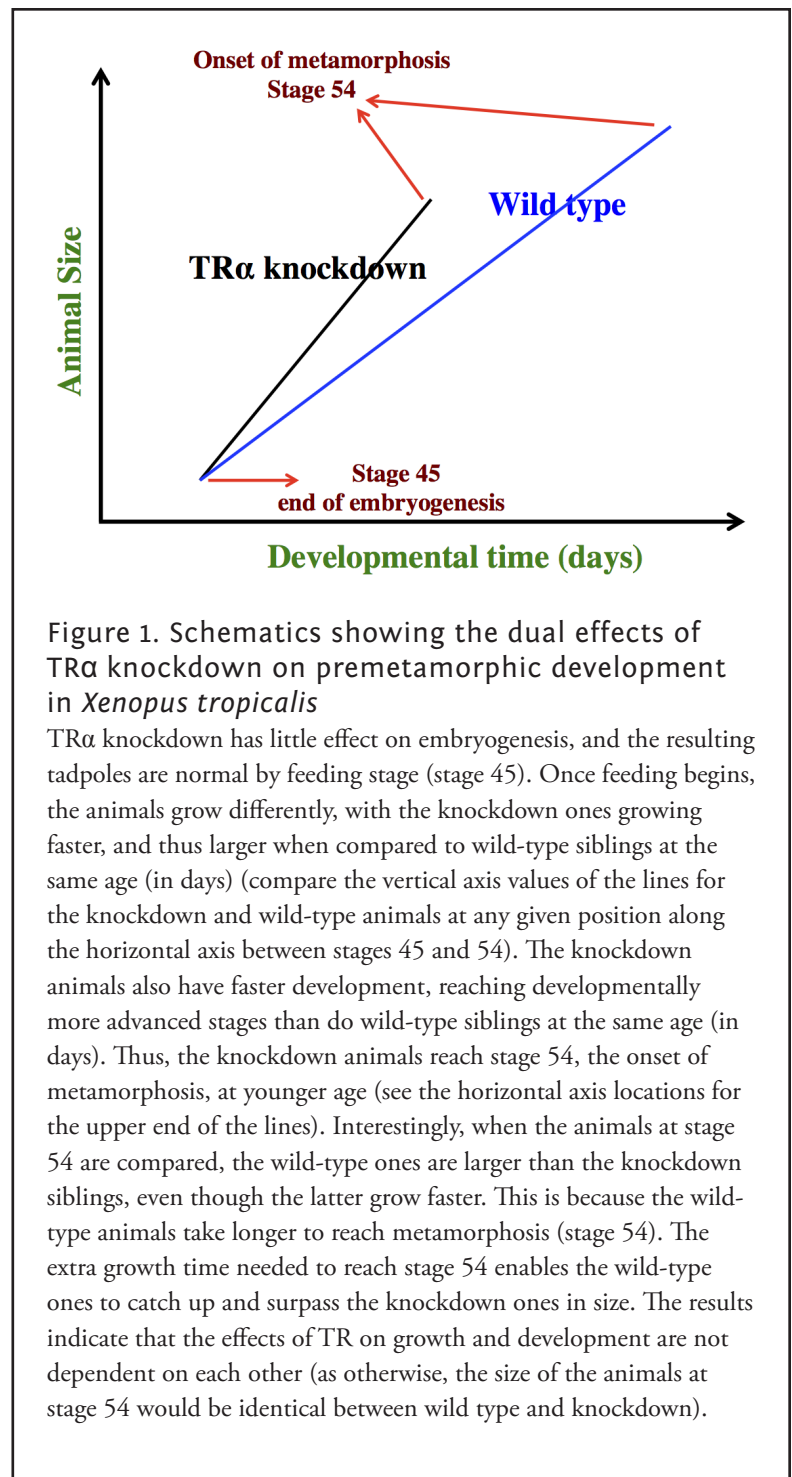 Onset of metamorphosis
Stage 54
Wild type
TRα knockdown
Animal Size
Stage 45
end of embryogenesis
Developmental time (days)
Figure 1. Schematics showing the dual effects of
TRα knockdown on premetamorphic development
in Xenopus tropicalis
TRα knockdown has little effect on embryogenesis, and the resulting
tadpoles are normal by feeding stage (stage 45). Once feeding begins,
the animals grow differently, with the knockdown ones growing
faster, and thus larger when compared to wild-type siblings at the
same age (in days) (compare the vertical axis values of the lines for
the knockdown and wild-type animals at any given position along
the horizontal axis between stages 45 and 54). The knockdown
animals also have faster development, reaching developmentally
more advanced stages than do wild-type siblings at the same age (in
days). Thus, the knockdown animals reach stage 54, the onset of
metamorphosis, at younger age (see the horizontal axis locations for
the upper end of the lines). Interestingly, when the animals at stage
54 are compared, the wild-type ones are larger than the knockdown
siblings, even though the latter grow faster. This is because the wild-
type animals take longer to reach metamorphosis (stage 54). The
extra growth time needed to reach stage 54 enables the wild-type
ones to catch up and surpass the knockdown ones in size. The results
indicate that the effects of TR on growth and development are not
dependent on each other (as otherwise, the size of the animals at
stage 54 would be identical between wild type and knockdown).